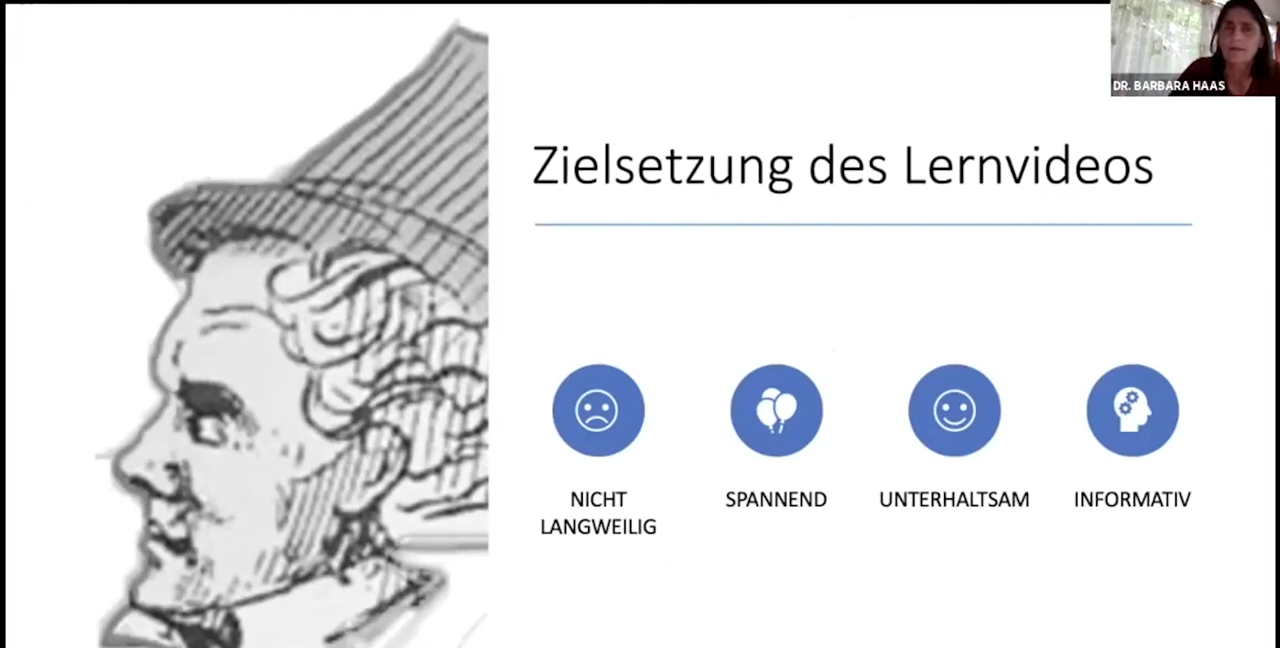 DR. BARBARA HAAS
Zielsetzung des Lernvideos
NICHT
LANGWEILIG
SPANNEND
UNTERHALTSAM
INFORMATIV